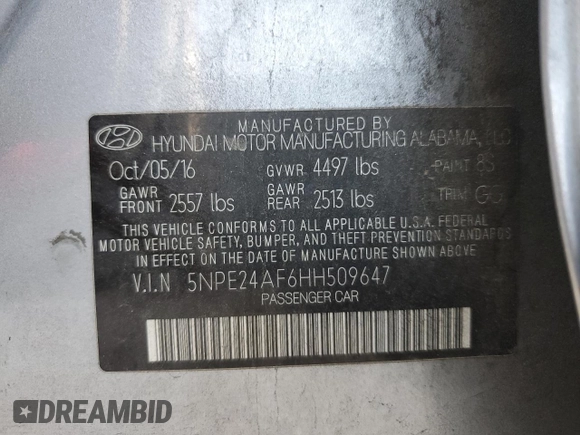 MANUFACTURED BY
HYUNDAI MOTOR MANUFACTURING ALABAMA, LLC
Oct/05/16 GVWR 4497 lbs PAINT 8S
GAWR FRONT 2557 lbs GAWR REAR 2513 lbs TRIM
THIS VEHICLE CONFORMS TO ALL APPLICABLE U.S.A. FEDERAL
MOTOR VEHICLE SAFETY, BUMPER, AND THEFT PREVENTION STANDARDS
IN EFFECT ON THE DATE OF MANUFACTURE SHOWN ABOVE.
V.I.N 5NPE24AF6HH509647
PASSENGER CAR
DREAMBID